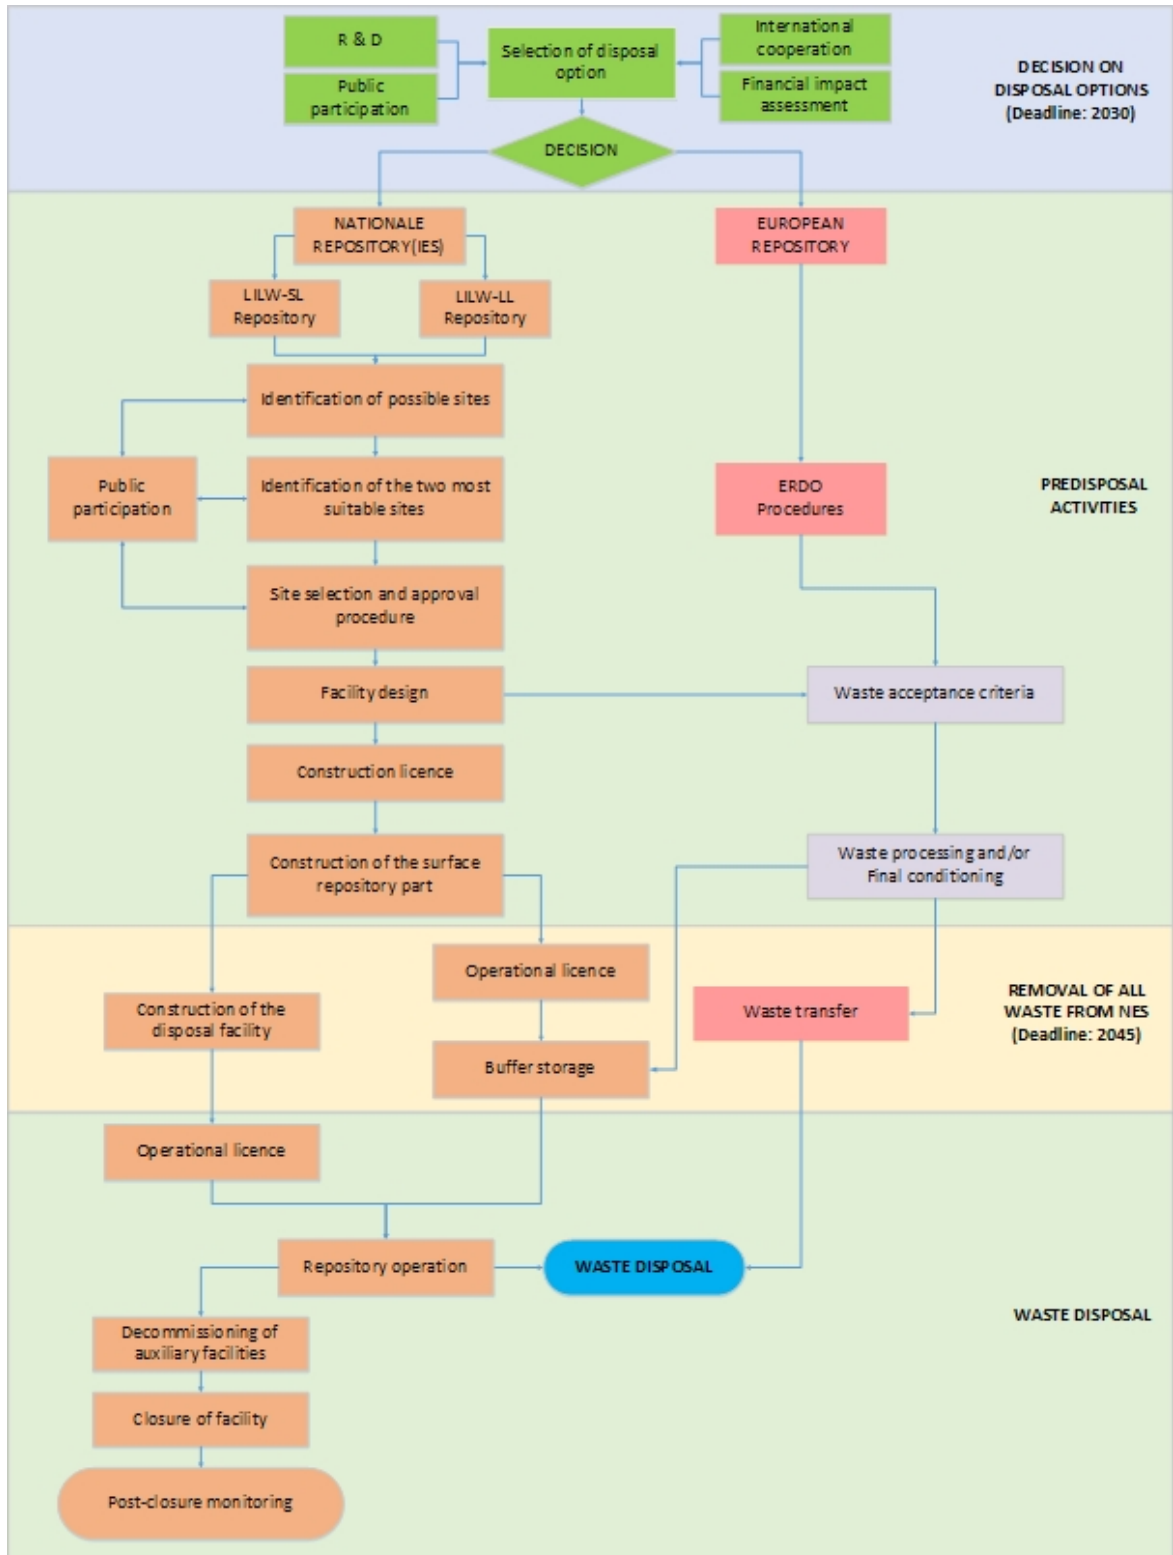 R & D
Public
participation
Selection of disposal
option
International
cooperation
Financial impact
assessment
DECISION ON
DISPOSAL OPTIONS
(Deadline: 2030)
DECISION
NATIONALE
REPOSITORY(IES)
EUROPEAN
REPOSITORY
LILW-SL
Repository
LILW-LL
Repository
Identification of possible sites
Public
participation
Identification of the two most
suitable sites
ERDO
Procedures
PREDISPOSAL
ACTIVITIES
Site selection and approval
procedure
Facility design
Waste acceptance criteria
Construction licence
Construction of the surface
repository part
Waste processing and/or
Final conditioning
Operational licence
Construction of the
disposal facility
Waste transfer
REMOVAL OF ALL
WASTE FROM NES
(Deadline: 2045)
Buffer storage
Operational licence
Repository operation
WASTE DISPOSAL
WASTE DISPOSAL
Decommissioning of
auxiliary facilities
Closure of facility
Post-closure monitoring